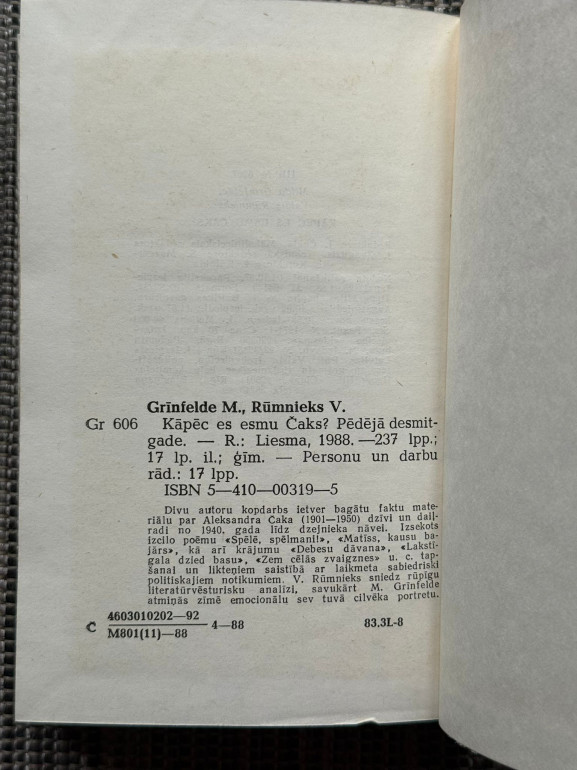 Grīnfelde M., Rūmnieks V.
Gr 606 Kāpēc es esmu Čaks? Pēdējā desmit-
gade. — R.: Liesma, 1988. —237 lpp.;
17 lp. il.; ģīm. — Personu un darbu
rād.: 17 lpp.
ISBN 5—410—00319—5
Divu autoru kopdarbs ietver bagātu faktu mate-
riālu par Aleksandra Čaka (1901—1950) dzīvi un dail-
radi no 1940. gada līdz dzejnieka nāvei. Izsekots
izcilo poēmu «Spēlē, spēlmani!», «Matīss, kausu ba-
jārs», kā arī krājumu «Debesu dāvana», «Lakstī-
gala dzied basu», «Zem cēlās zvaigznes» u. c. tap-
šanai un likteņiem saistībā ar laikmeta sabiedriski
politiskajiem notikumiem. V. Rūmnieks sniedz rūpīgu
literatūrvēsturisku analīzi, savukārt M. Grīnfelde
atmiņās zīmē emocionālu sev tuvā cilvēka portretu.
4603010202—92
C 4—88 83,3L-8
M801(11)—88